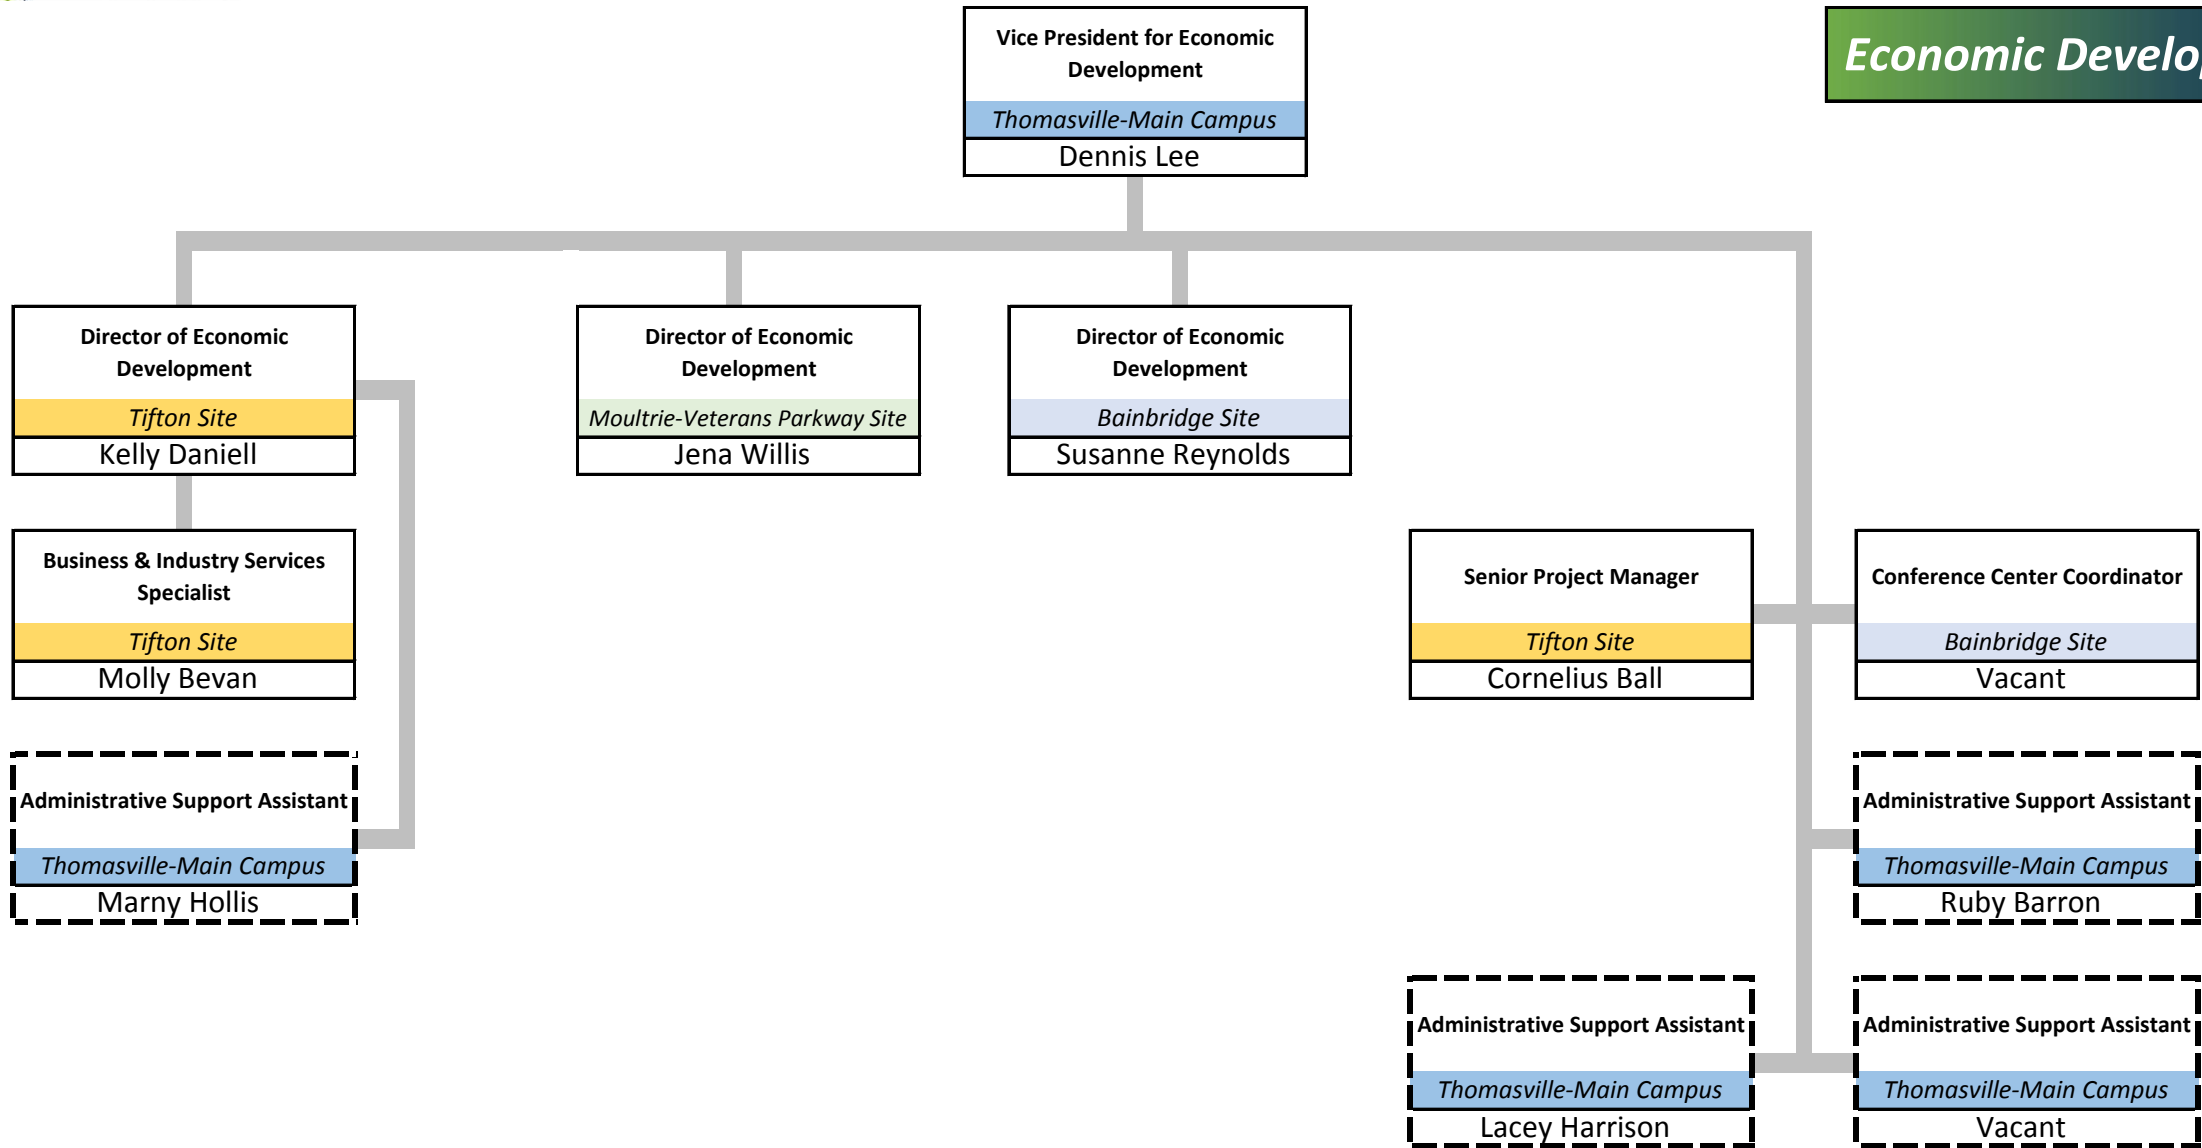 Vice President for Economic
Development
Thomasville-Main Campus
Dennis Lee
Economic Develo
Director of Economic
Development
Tifton Site
Kelly Daniell
Director of Economic
Development
Moultrie-Veterans Parkway Site
Jena Willis
Director of Economic
Development
Bainbridge Site
Susanne Reynolds
Business & Industry Services
Specialist
Tifton Site
Molly Bevan
Senior Project Manager
Tifton Site
Cornelius Ball
Conference Center Coordinator
Bainbridge Site
Vacant
Administrative Support Assistant
Thomasville-Main Campus
Marny Hollis
Administrative Support Assistant
Thomasville-Main Campus
Ruby Barron
Administrative Support Assistant
Thomasville-Main Campus
Lacey Harrison
Administrative Support Assistant
Thomasville-Main Campus
Vacant